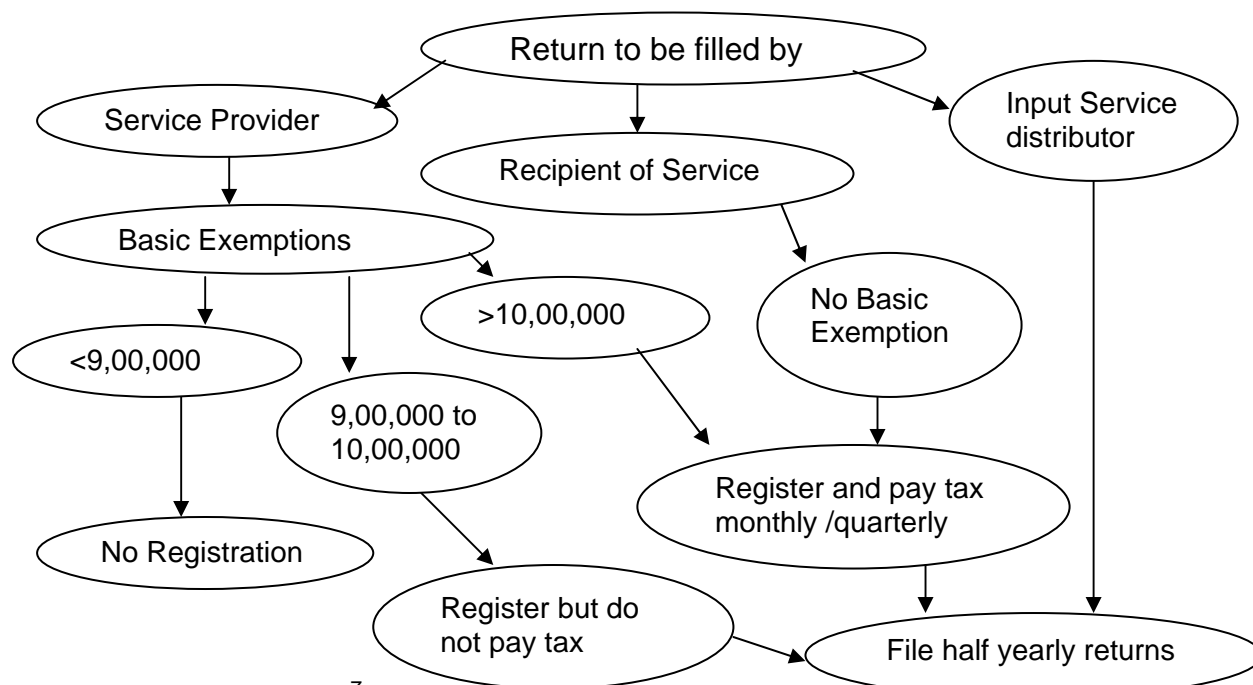 Return to be filled by
Service Provider
Input Service
distributor
Recipient of Service
Basic Exemptions
>10,00,000
No Basic
Exemption
<9,00,000
9,00,000 to
10,00,000
Register and pay tax
monthly /quarterly
No Registration
Register but do
not pay tax
File half yearly returns